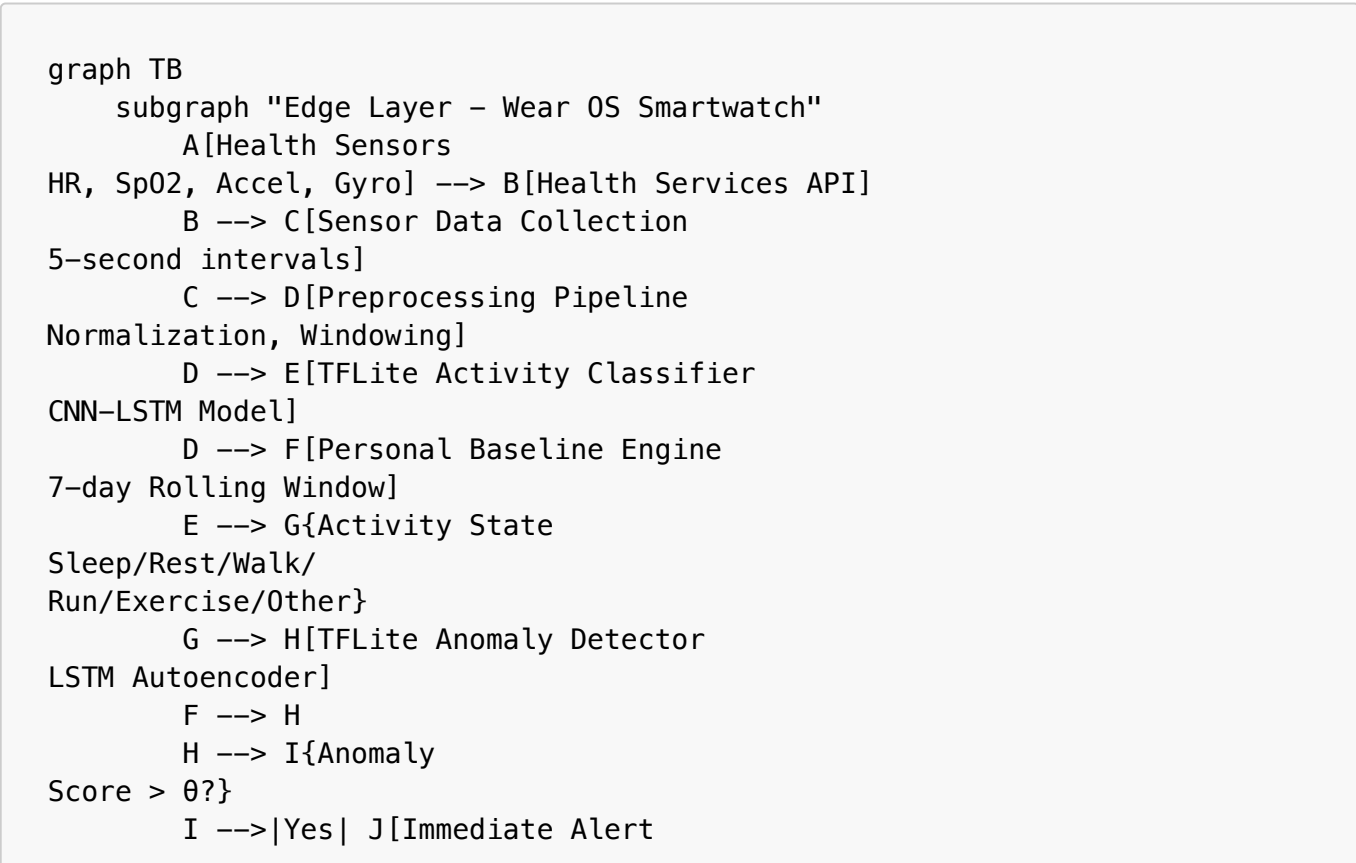 graph TB
    subgraph "Edge Layer – Wear OS Smartwatch"
        A[Health Sensors
HR, SpO2, Accel, Gyro] --> B[Health Services API]
        B --> C[Sensor Data Collection
5-second intervals]
        C --> D[Preprocessing Pipeline
Normalization, Windowing]
        D --> E[TFLite Activity Classifier
CNN-LSTM Model]
        D --> F[Personal Baseline Engine
7-day Rolling Window]
        E --> G{Activity State
Sleep/Rest/Walk/
Run/Exercise/Other}
        G --> H[TFLite Anomaly Detector
LSTM Autoencoder]
        F --> H
        H --> I{Anomaly
Score > θ?}
        I -->|Yes| J[Immediate Alert